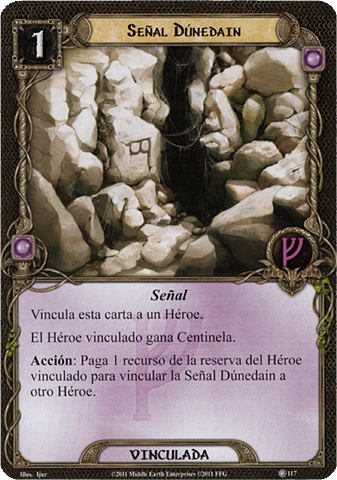 1
SEÑAL DÚNEDAIN
Señal
Vincula esta carta a un Héroe.
El Héroe vinculado gana Centinela.
Acción: Paga 1 recurso de la reserva del Héroe
vinculado para vincular la Señal Dúnedain a
otro Héroe.
VINCULADA
Illus. Ijur
©2011 Middle Earth Enterprises ©2011 FFG
117